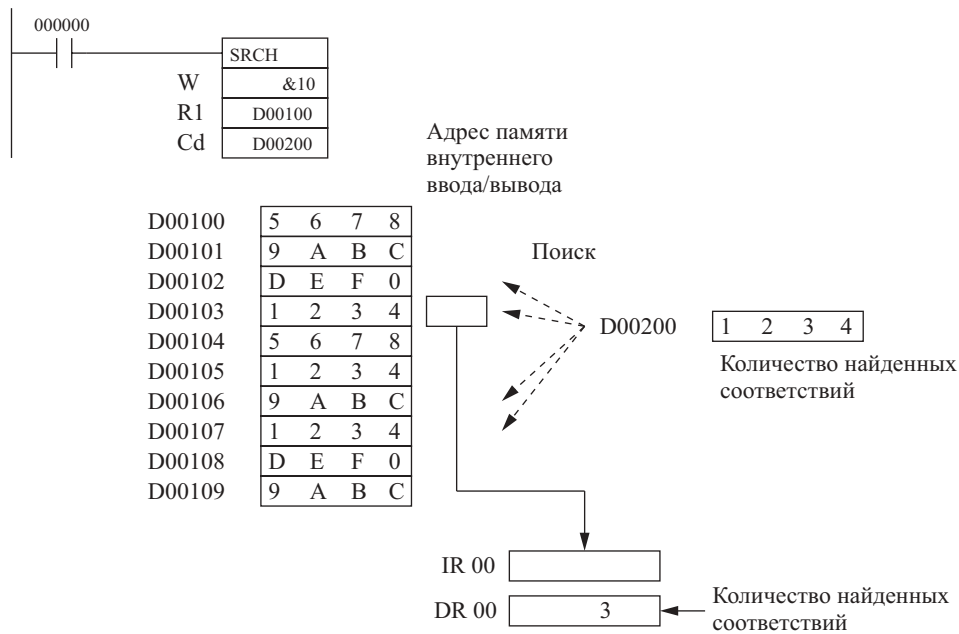 000000
SRCH
W &10
R1 D00100
Cd D00200
Адрес памяти
внутреннего
ввода/вывода
D00100 5 6 7 8
D00101 9 A B C
Поиск
D00102 D E F 0
D00103 1 2 3 4
D00200 1 2 3 4
D00104 5 6 7 8
Количество найденных
соответствий
D00105 1 2 3 4
D00106 9 A B C
D00107 1 2 3 4
D00108 D E F 0
D00109 9 A B C
IR 00
DR 00 3
Количество найденных
соответствий